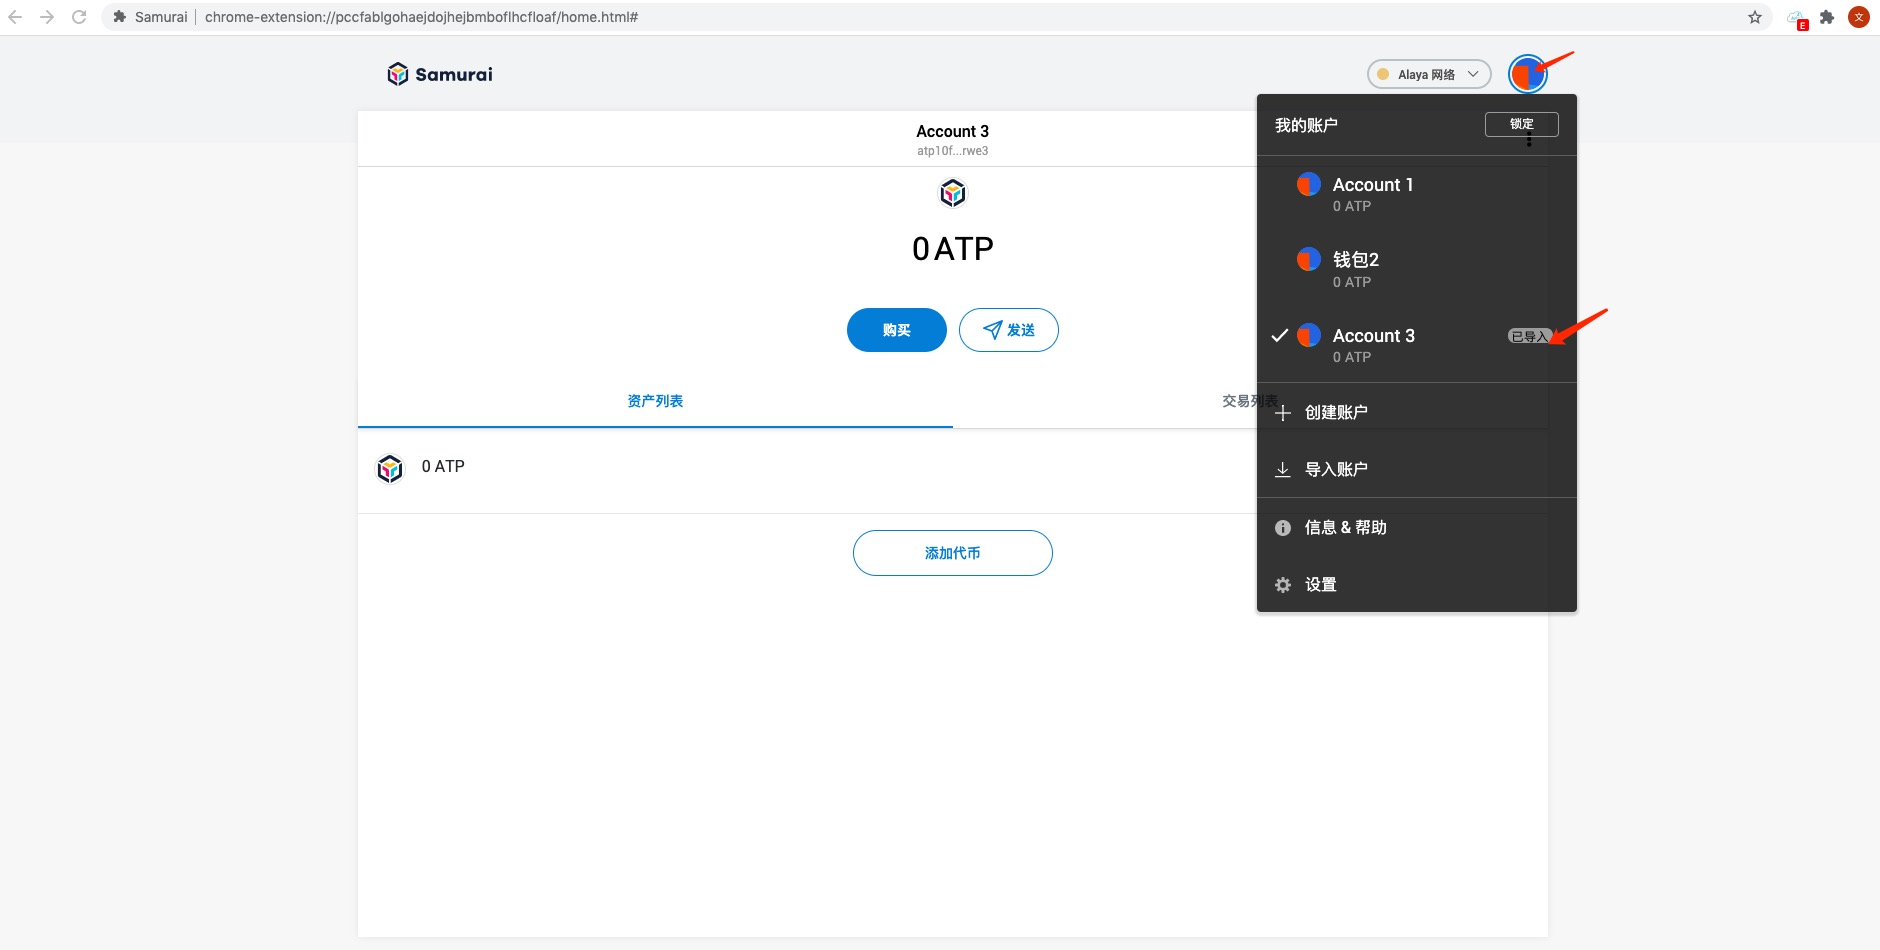 Samurai
chrome-extension://pccfablgohaejdojhejbmboflhcfloaf/home.html#
E
文
Samurai
Alaya 网络
Account 3
atp10f...rwe3
0 ATP
购买
发送
资产列表
交易列表
0 ATP
添加代币
我的账户
锁定
Account 1
0 ATP
钱包2
0 ATP
Account 3
已导入
0 ATP
创建账户
导入账户
信息 & 帮助
设置